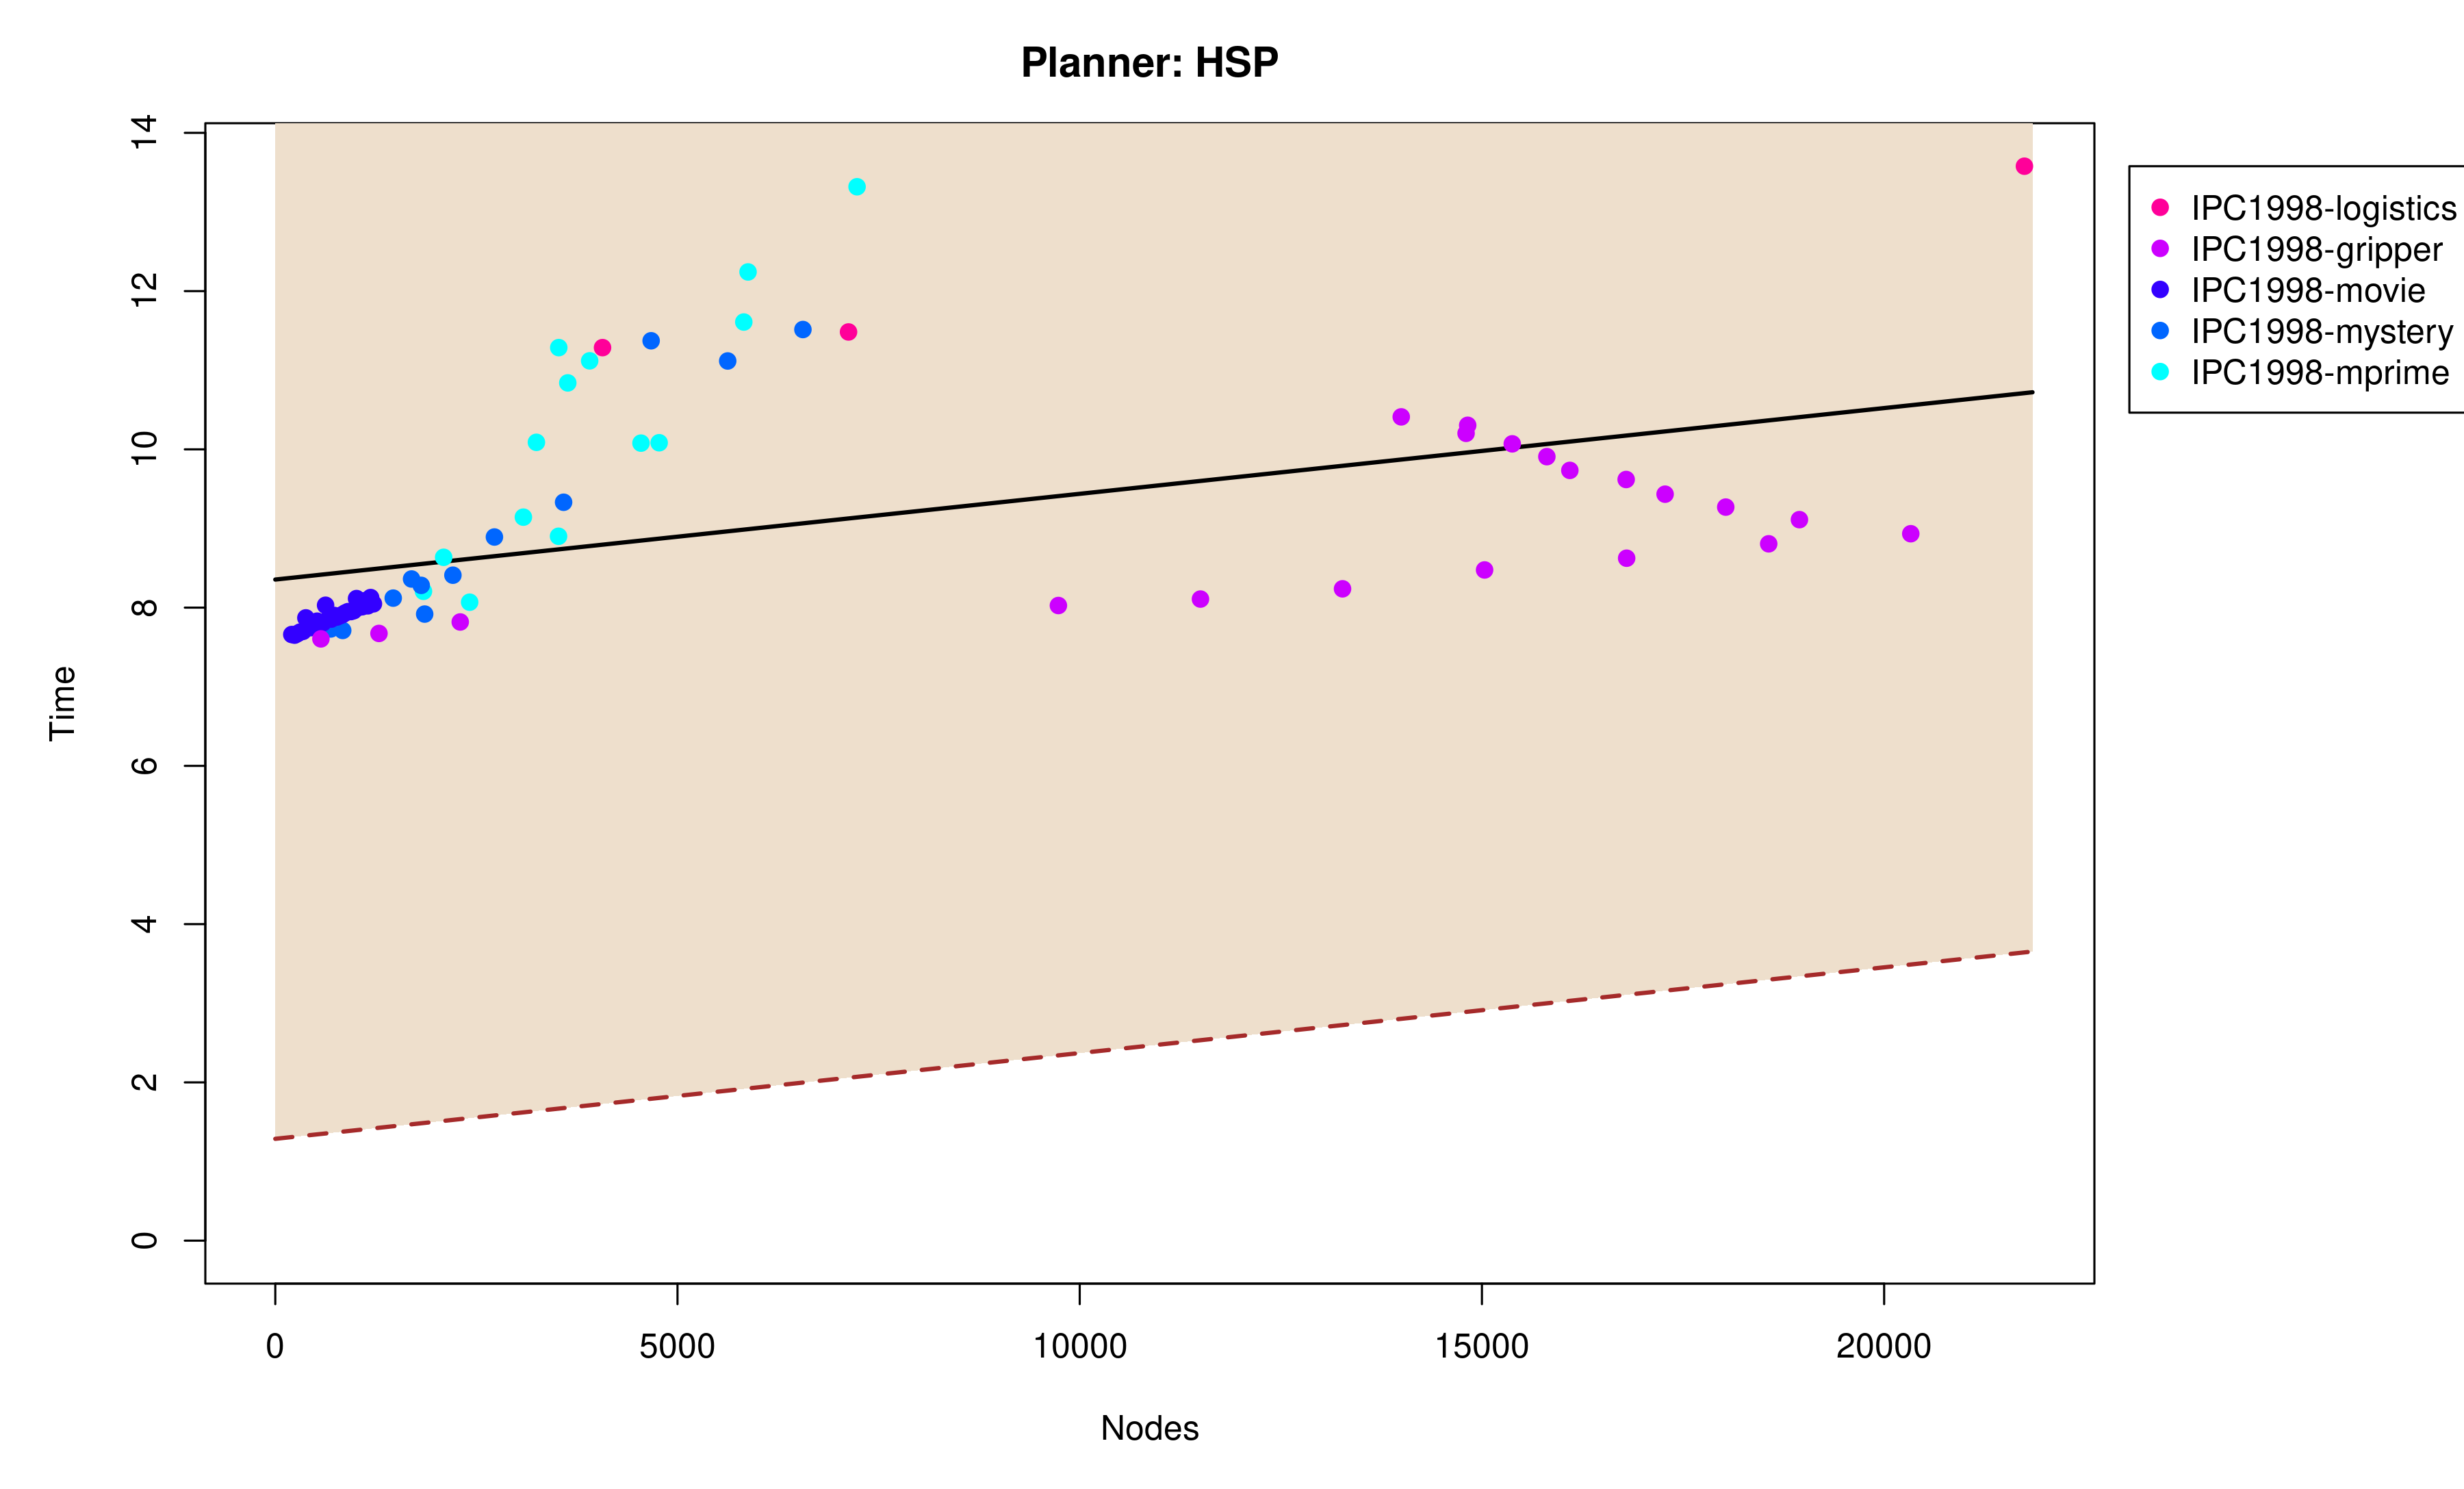 Planner: HSP
14
12
10
8
6
4
2
0
Time
0 5000 10000 15000 20000
Nodes
IPC1998-logistics
IPC1998-gripper
IPC1998-movie
IPC1998-mystery
IPC1998-mprime